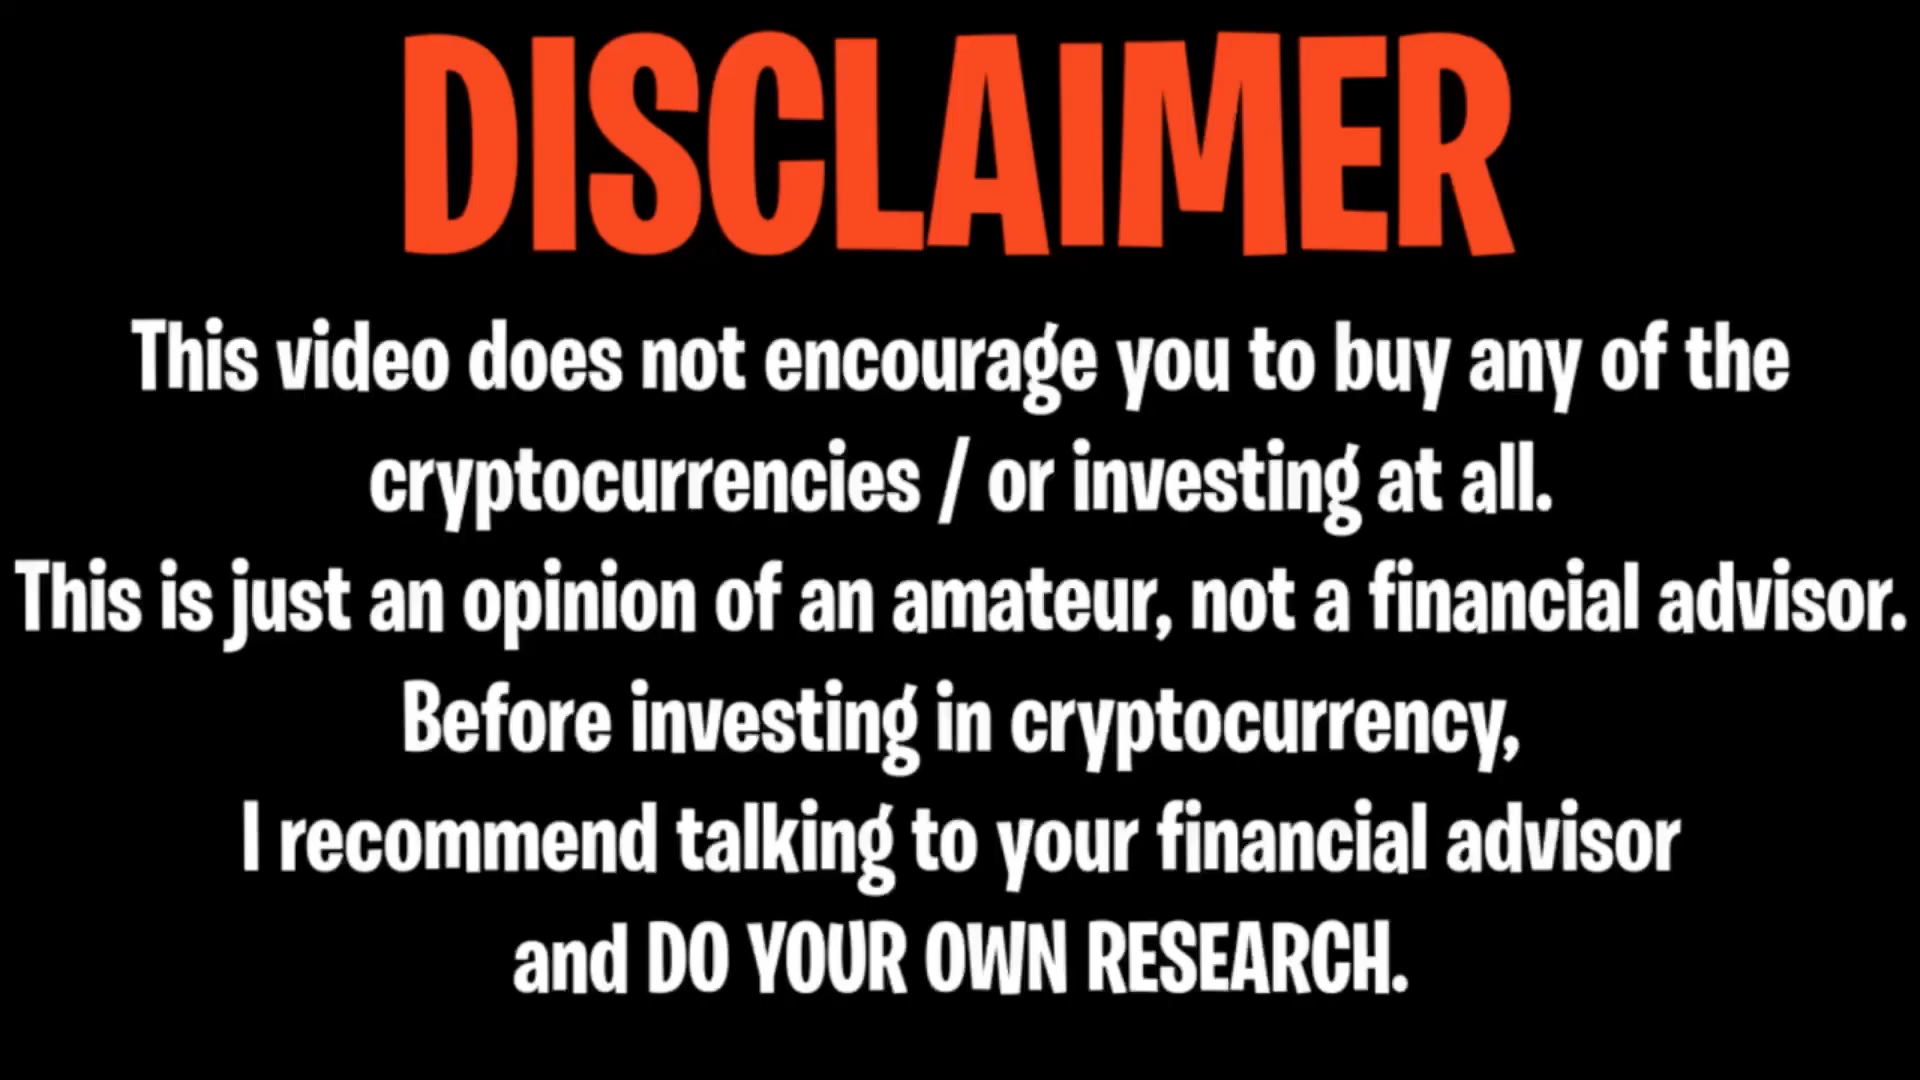 DISCLAIMER
This video does not encourage you to buy any of the
cryptocurrencies / or investing at all.
This is just an opinion of an amateur, not a financial advisor.
Before investing in cryptocurrency,
I recommend talking to your financial advisor
and DO YOUR OWN RESEARCH.